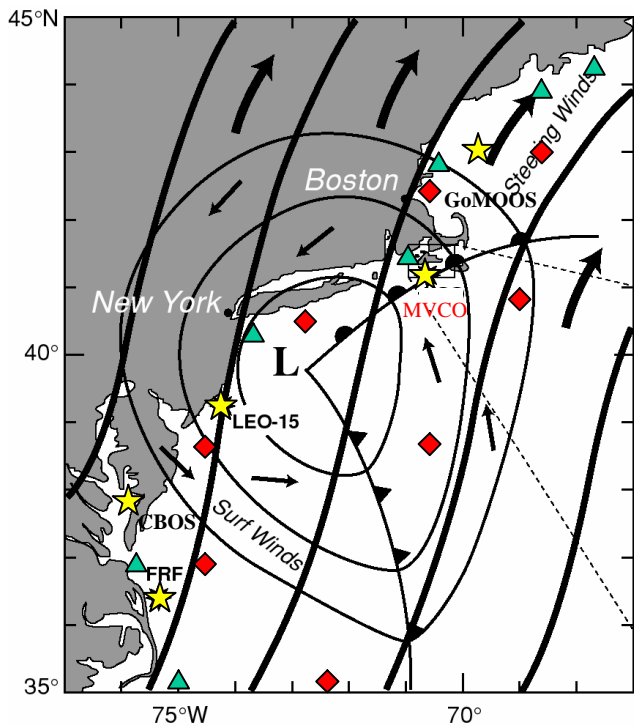 45°N
Steering Winds
Boston
GoMOOS
New York
MVCO
40°
L
LEO-15
Surf Winds
CBOS
FRF
35°
75°W
70°